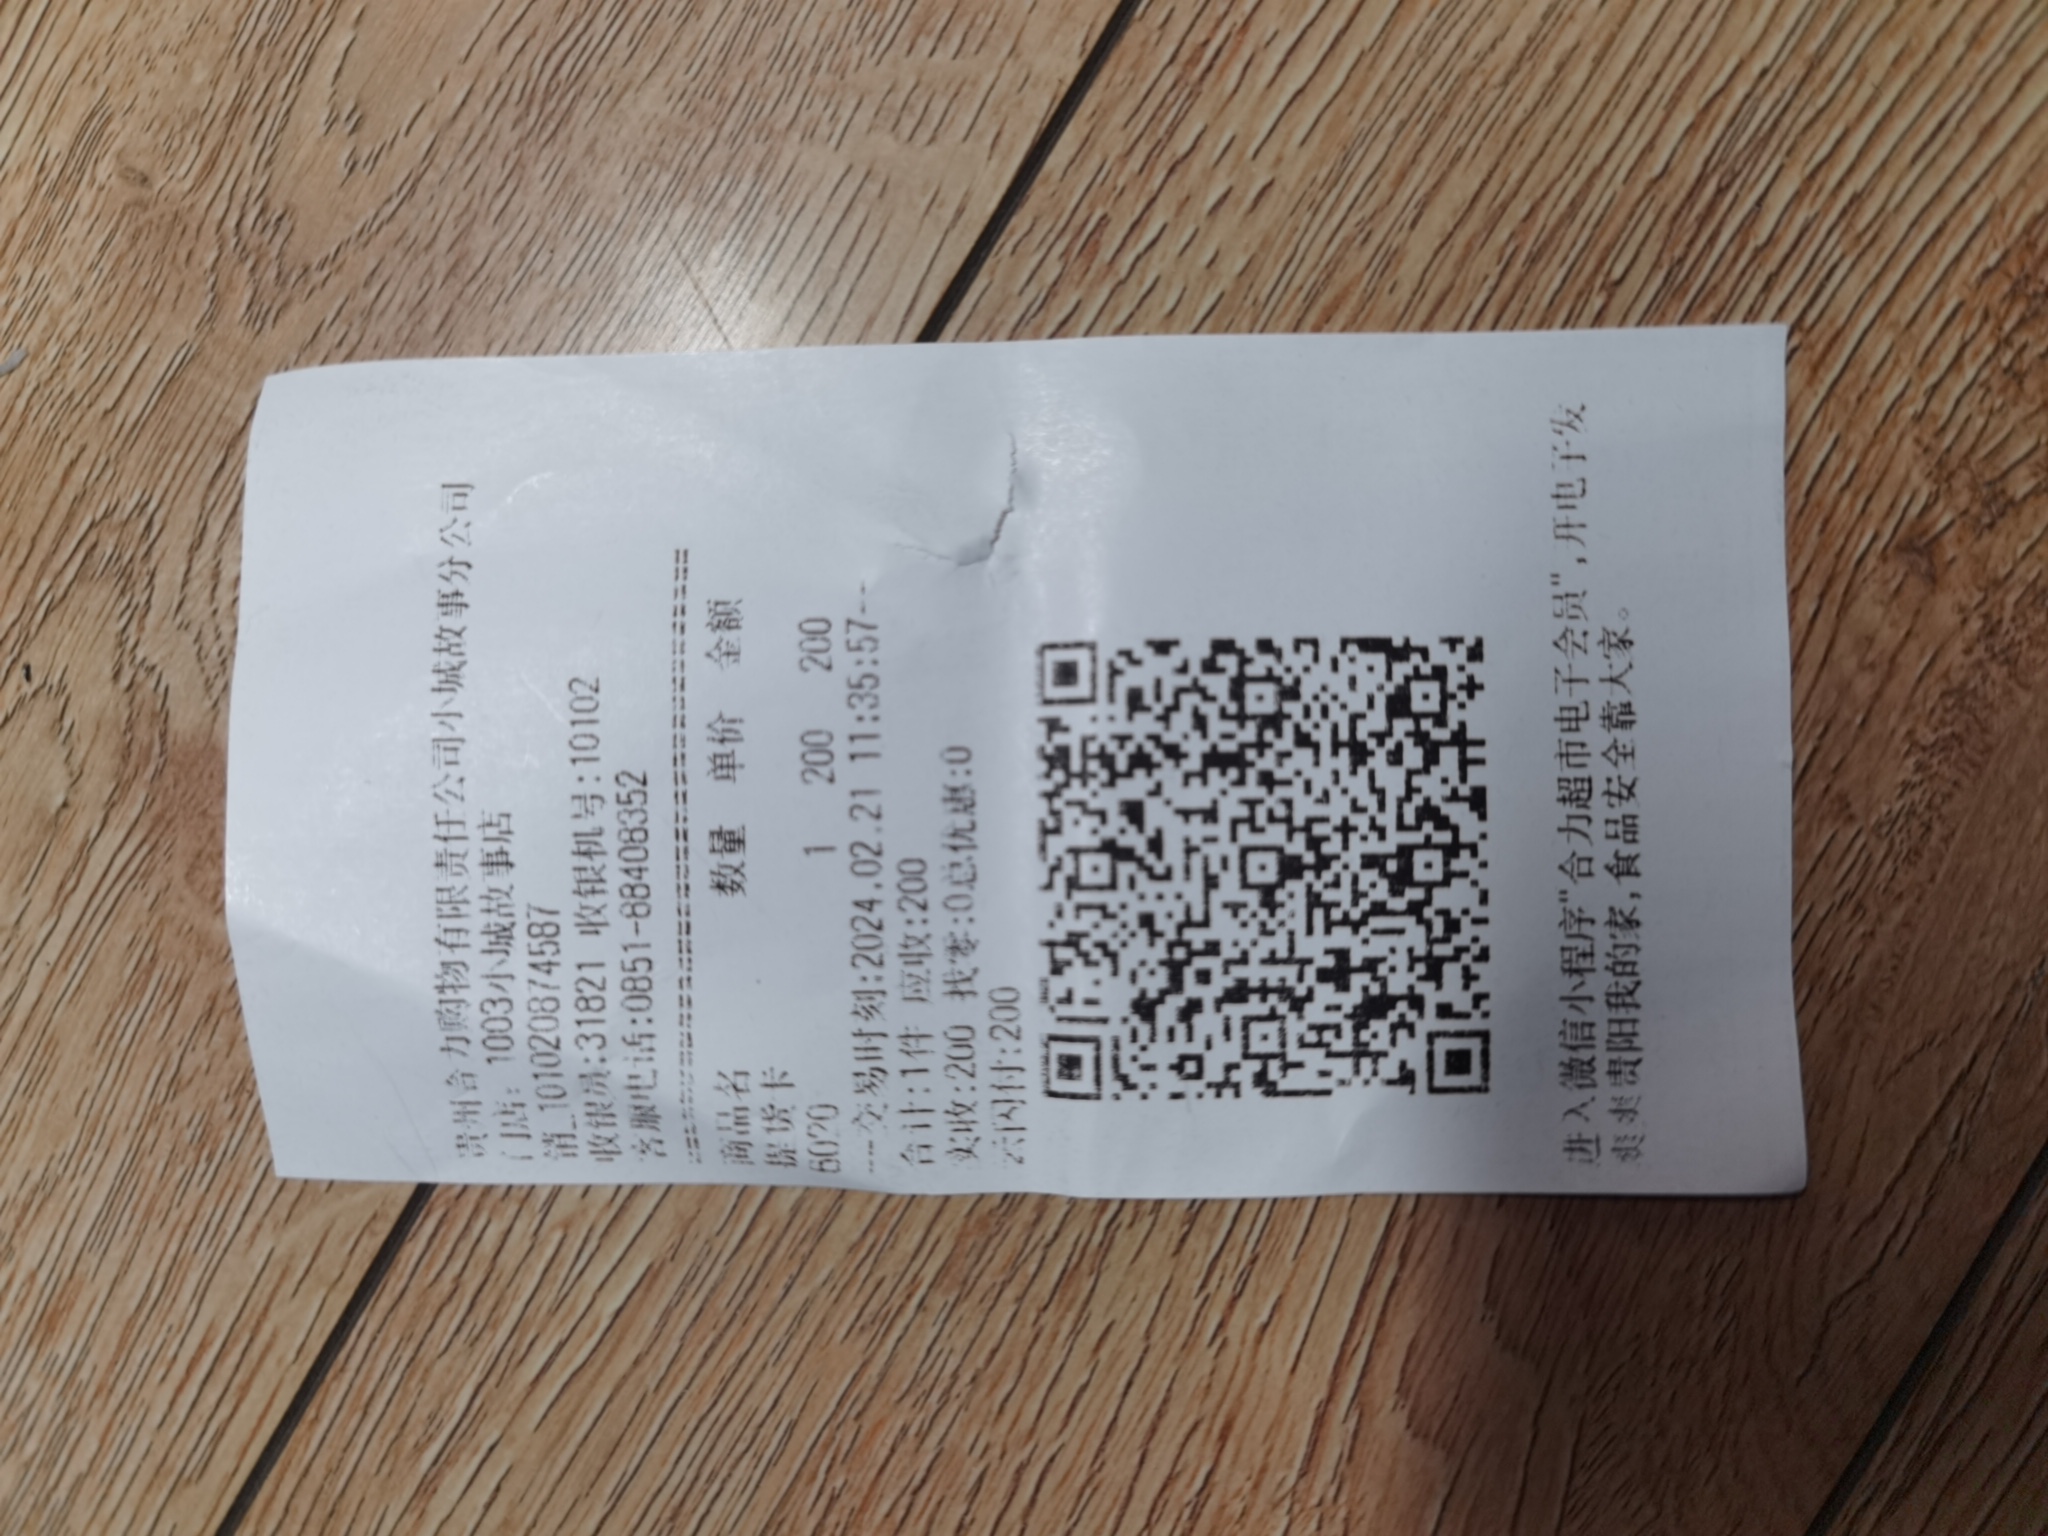 贵州合力购物有限责任公司小城故事分公司
门店: 1003小城故事店
销_1010208874587
收银员:31821 收银机号:10102
客服电话:0851-88408352
===================================
商品名 数量 单价 金额
提货卡
6020 1 200 200
---交易时刻:2024.02.21 11:35:57--
合计:1件 应收:200
实收:200 找零:0总优惠:0
云闪付:200
进入微信小程序"合力超市电子会员",开电子发
爽爽贵阳我的家,食品安全靠大家。